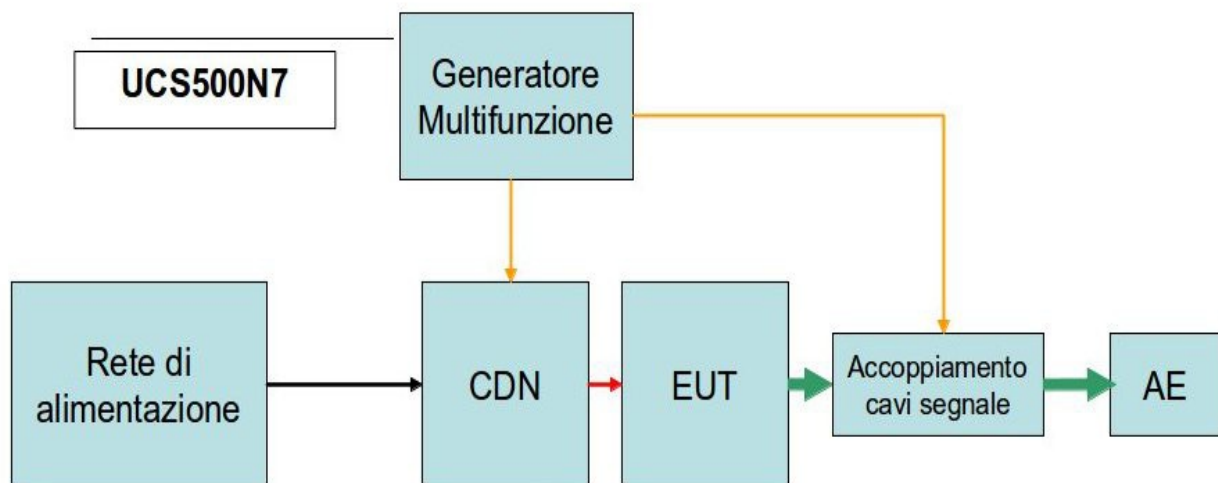 UCS500N7
Generatore
Multifunzione
Rete di
alimentazione
CDN
EUT
Accoppiamento
cavi segnale
AE